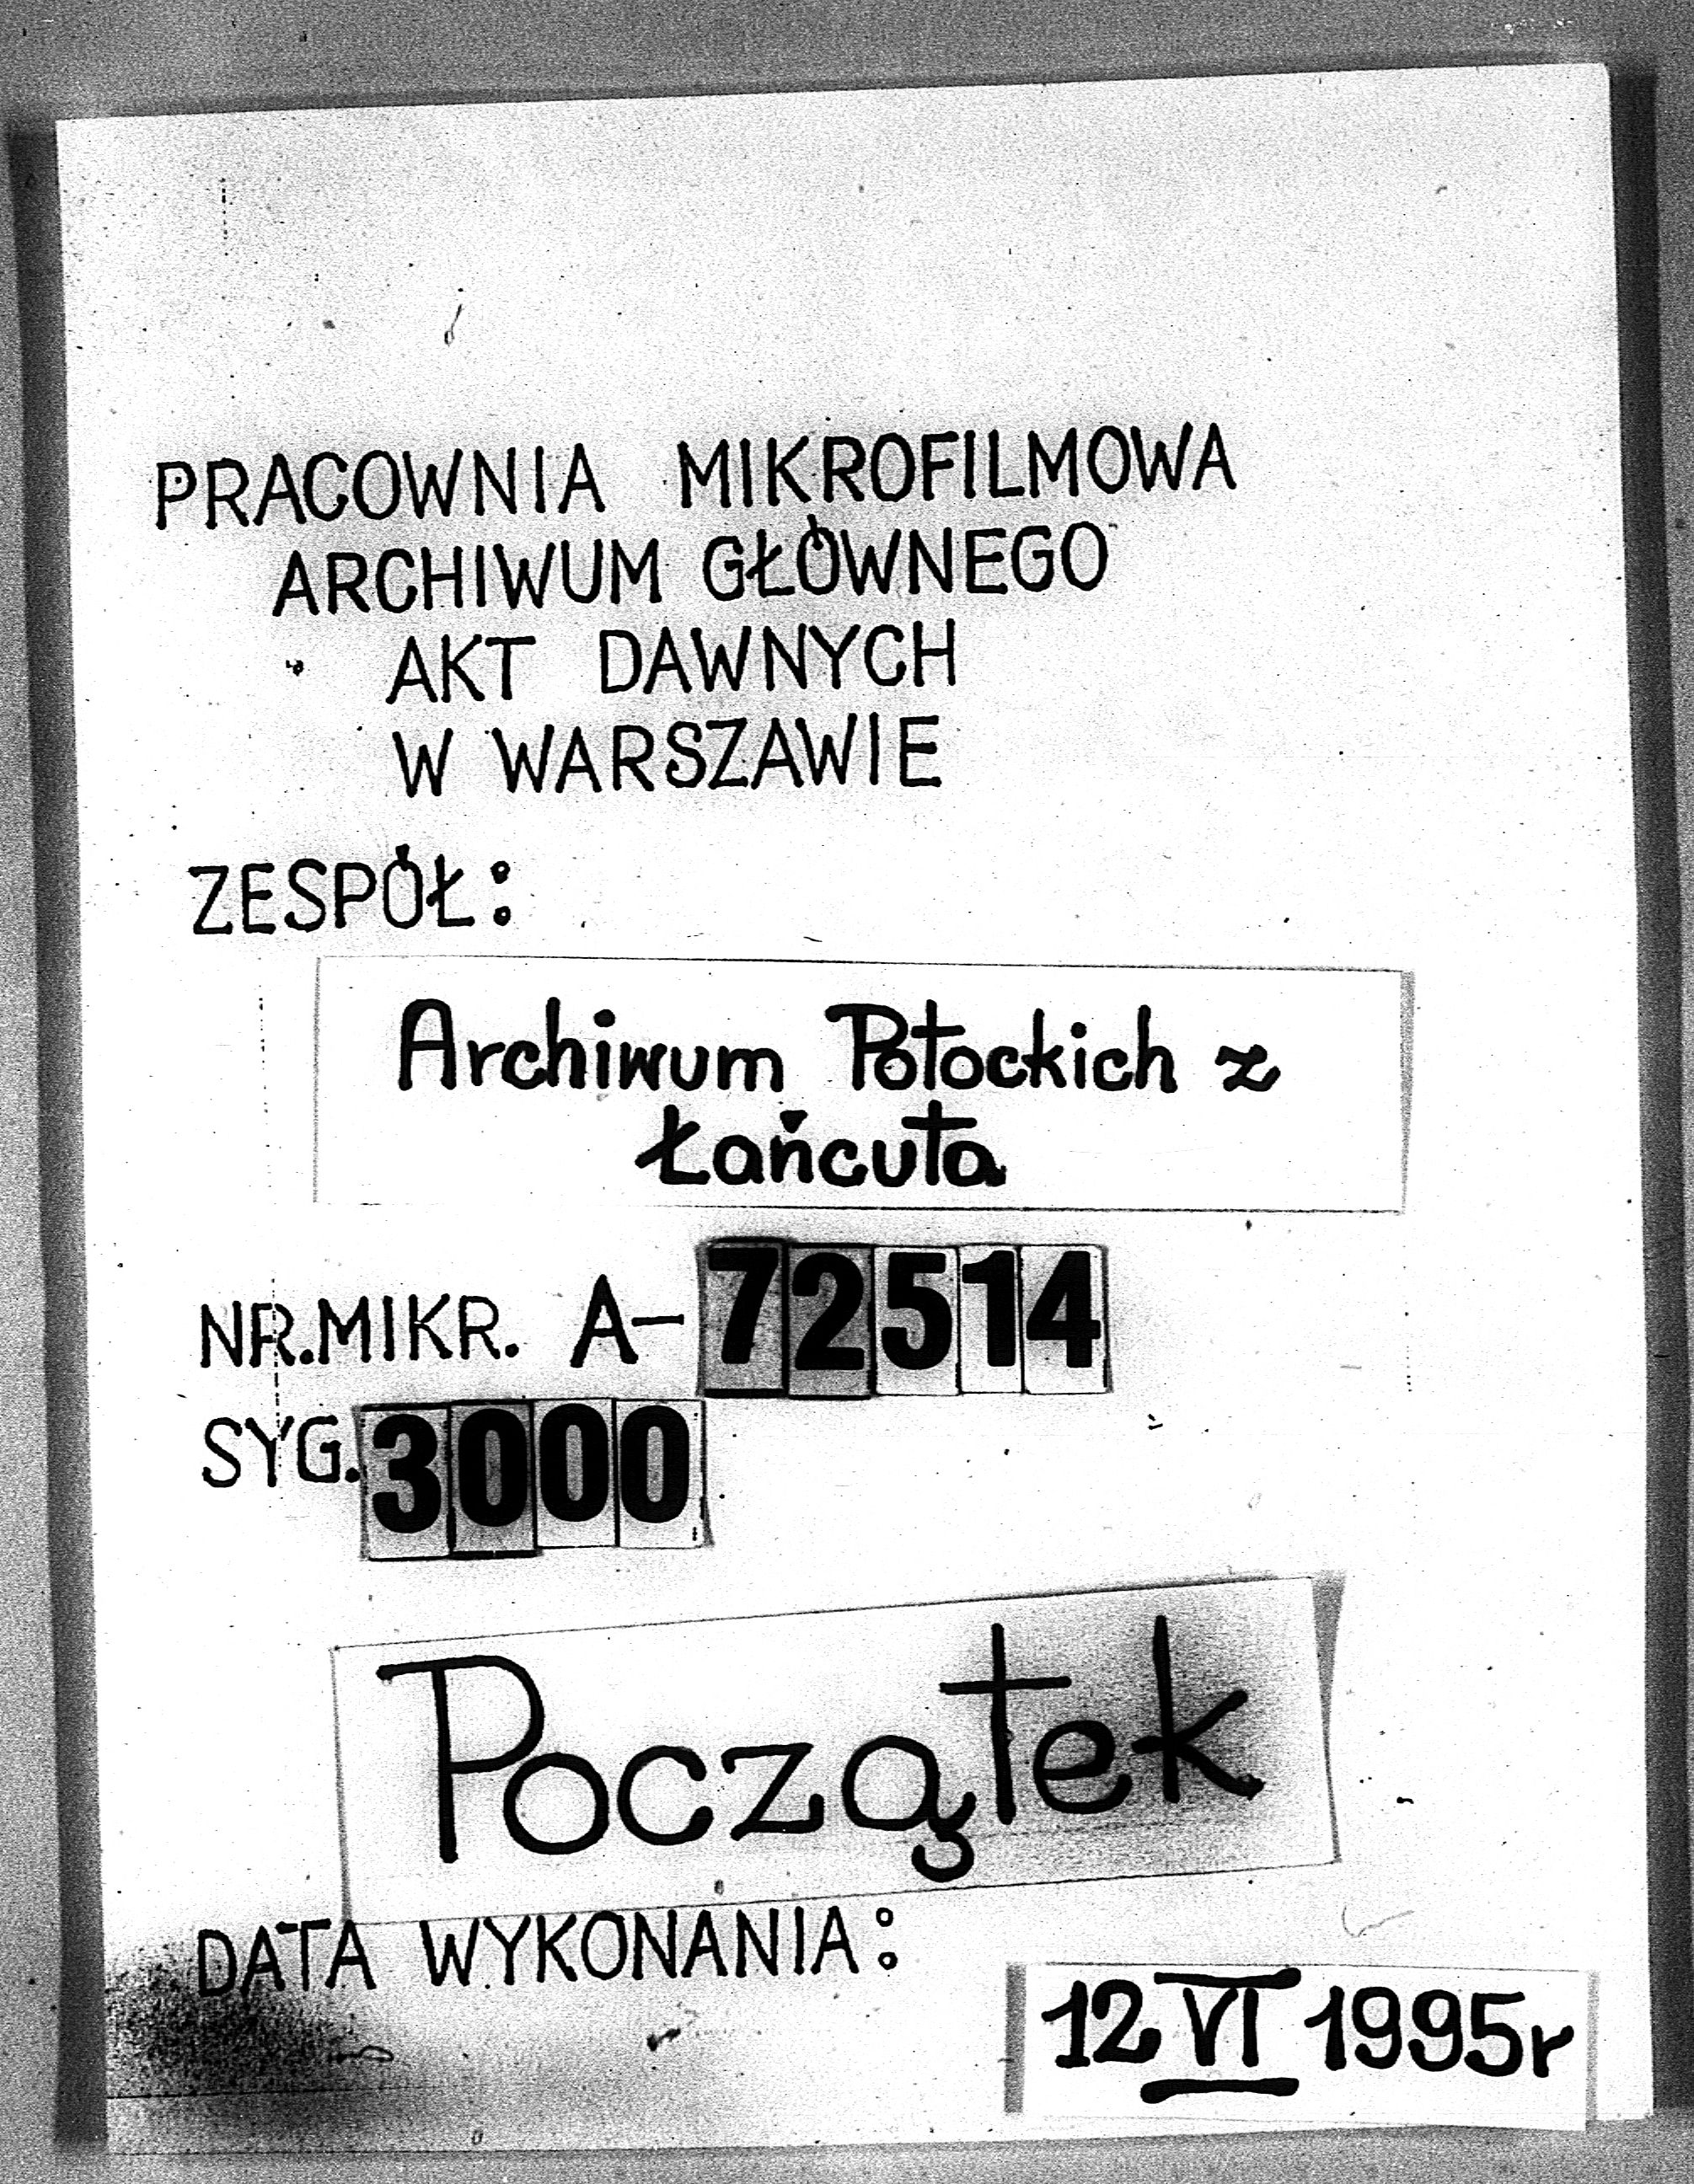 PRACOWNIA MIKROFILMOWA
ARCHIWUM GŁÓWNEGO
AKT DAWNYCH
W WARSZAWIE
ZESPÓŁ:
Archiwum Potockich z
Łańcuta
NR.MIKR. A-72514
SYG. 3000
Początek
DATA WYKONANIA:
12 VI 1995r